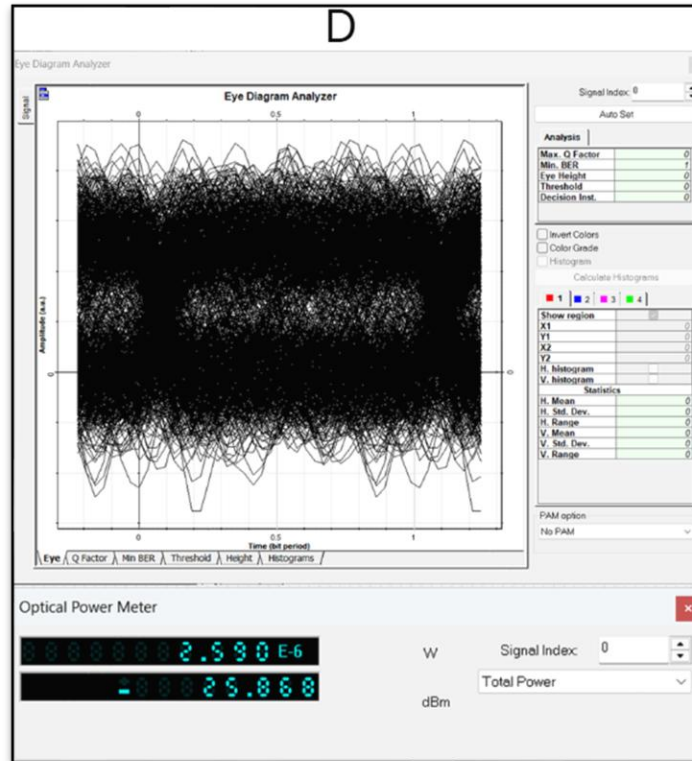 D
Eye Diagram Analyzer
Signal Index: 0
Auto Set
Signal
Eye Diagram Analyzer
Analysis
Max. Q Factor 0
Min. BER 1
Eye Height 0
Threshold 0
Decision Inst. 0
0 0.5 1
Invert Colors
Color Grade
Histogram
Calculate Histograms
1 2 3 4
Show region
X1 0
Y1 0
X2 0
Y2 0
H. histogram
V. histogram
Statistics
H. Mean 0
H. Std. Dev. 0
H. Range 0
V. Mean 0
V. Std. Dev. 0
V. Range 0
Amplitude (a.u.)
0
0
0 0.5 1
Time (bit period)
Eye Q Factor Min BER Threshold Height Histograms
PAM option
No PAM
Optical Power Meter
2.590 E-6 W
Signal Index: 0
-25.868 dBm
Total Power